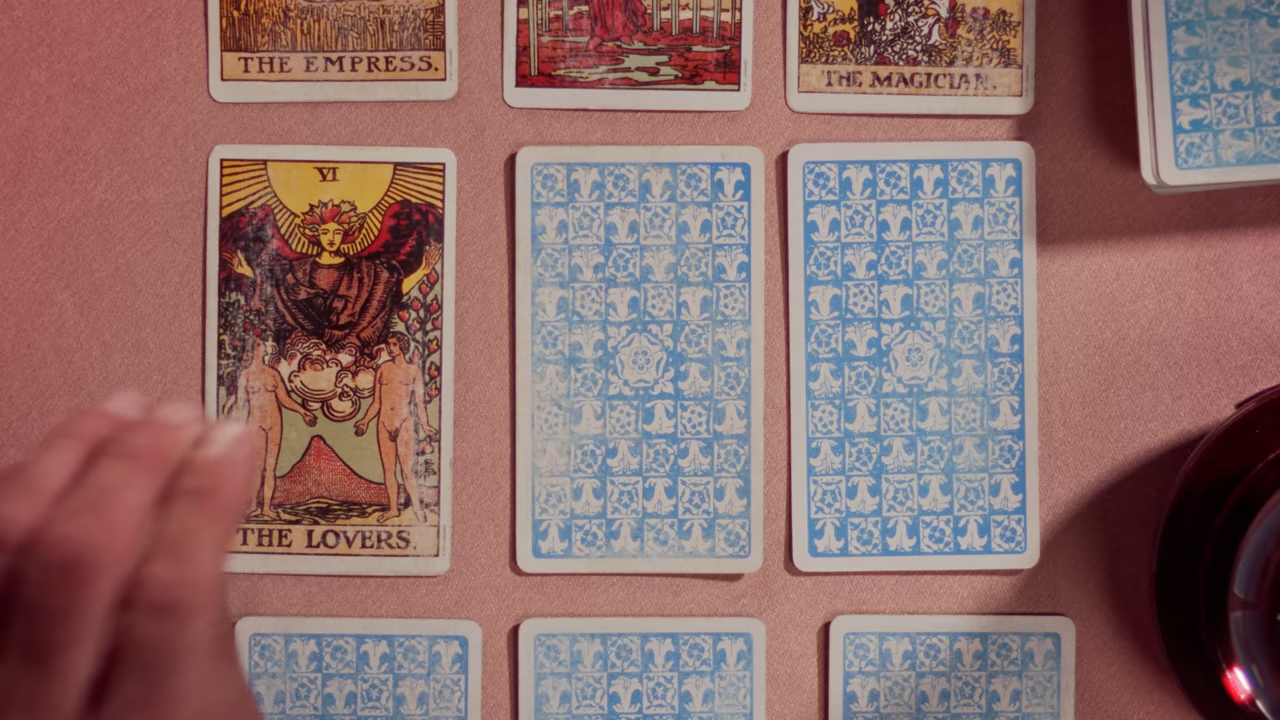 THE EMPRESS.
THE MAGICIAN.
VI
THE LOVERS.